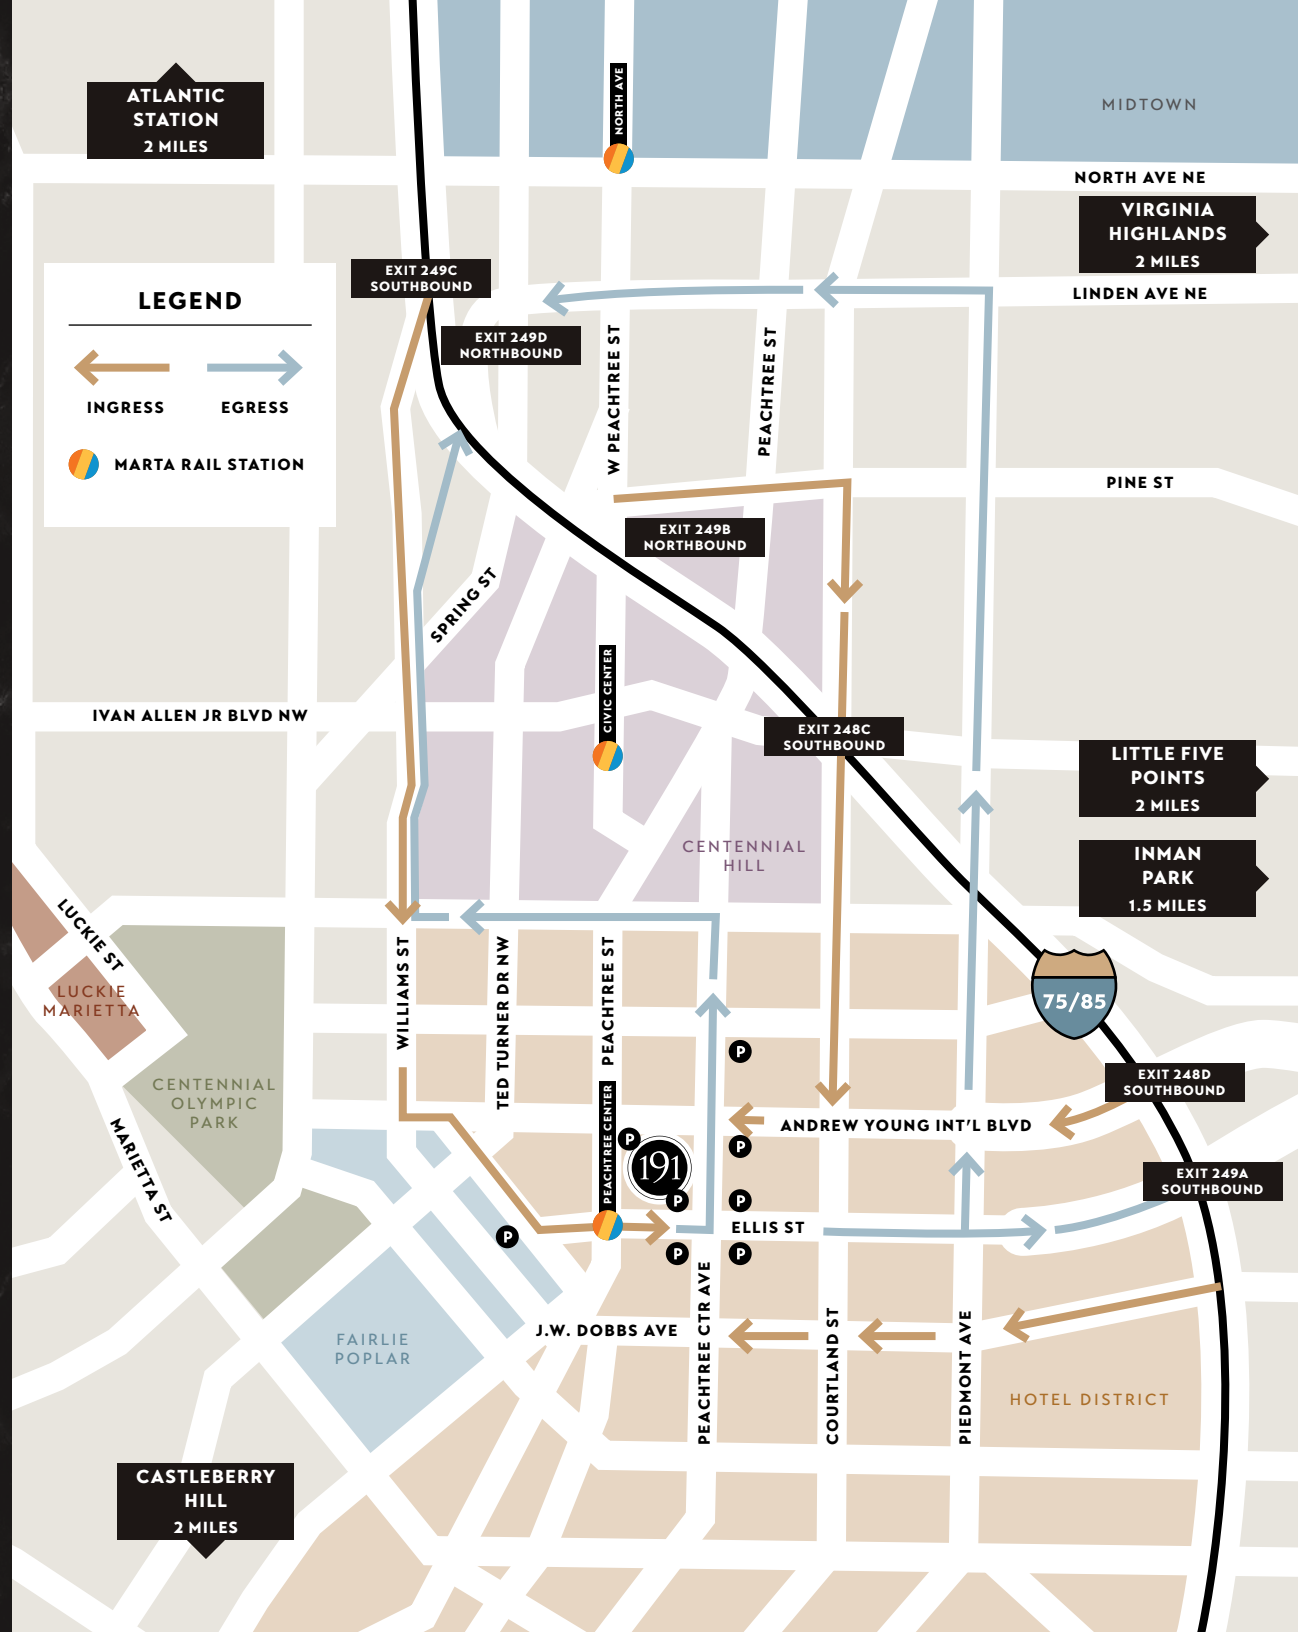 MIDTOWN
ATLANTIC
STATION
2 MILES
NORTH AVE
NORTH AVE NE
VIRGINIA
HIGHLANDS
2 MILES
LINDEN AVE NE
EXIT 249C
SOUTHBOUND
LEGEND
INGRESS
EGRESS
MARTA RAIL STATION
EXIT 249D
NORTHBOUND
W PEACHTREE ST
PEACHTREE ST
PINE ST
EXIT 249B
NORTHBOUND
SPRING ST
CIVIC CENTER
IVAN ALLEN JR BLVD NW
EXIT 248C
SOUTHBOUND
LITTLE FIVE
POINTS
2 MILES
CENTENNIAL
HILL
INMAN
PARK
1.5 MILES
LUCKIE ST
LUCKIE
MARIETTA
WILLIAMS ST
TED TURNER DR NW
PEACHTREE ST
75/85
P
CENTENNIAL
OLYMPIC
PARK
EXIT 248D
SOUTHBOUND
PEACHTREE CENTER
ANDREW YOUNG INT'L BLVD
MARIETTA ST
P
P
191
EXIT 249A
SOUTHBOUND
P
P
ELLIS ST
P
P
P
PEACHTREE CTR AVE
J.W. DOBBS AVE
COURTLAND ST
PIEDMONT AVE
FAIRLIE
POPLAR
HOTEL DISTRICT
CASTLEBERRY
HILL
2 MILES